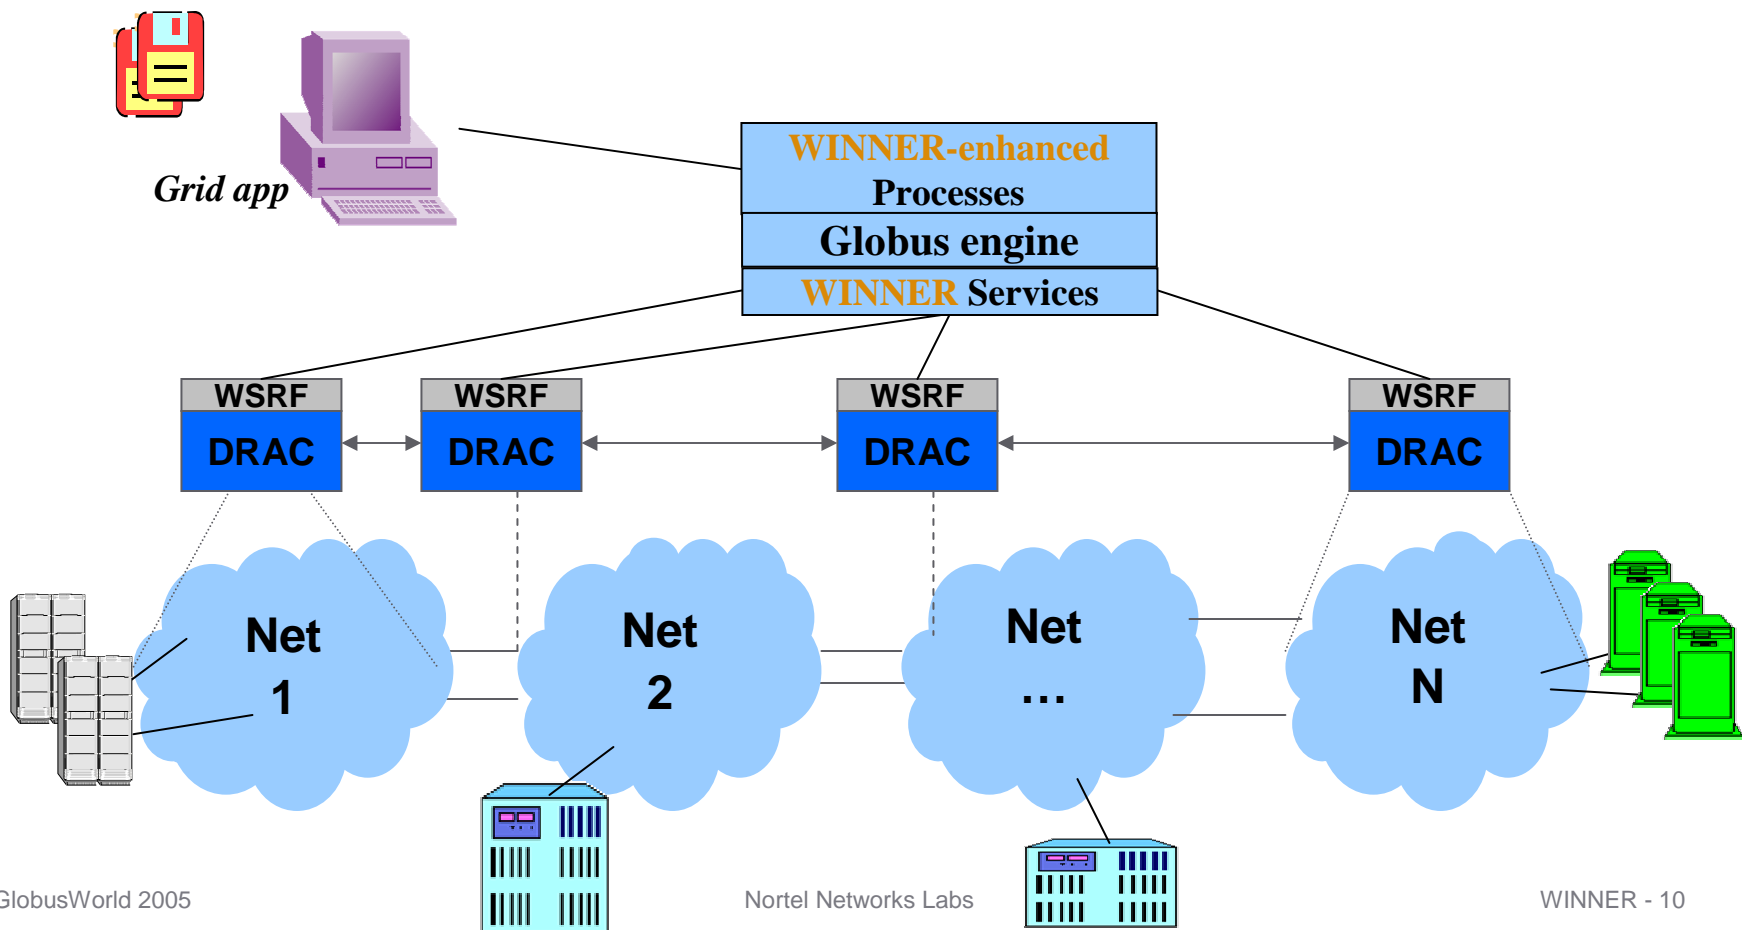 Grid app
WINNER-enhanced
Processes
Globus engine
WINNER Services
WSRF WSRF WSRF WSRF
DRAC DRAC DRAC DRAC
Net Net Net Net
1 2 … N
GlobusWorld 2005 Nortel Networks Labs WINNER - 10